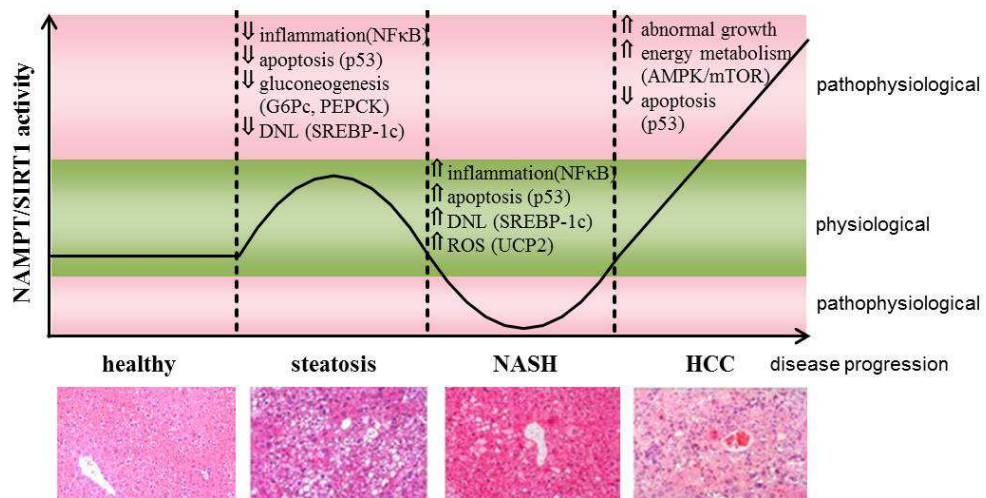 NAMPT/SIRT1 activity
⇓ inflammation(NFκB)
⇓ apoptosis (p53)
⇓ gluconeogenesis
(G6Pc, PEPCK)
⇓ DNL (SREBP-1c)
⇑ inflammation(NFκB)
⇑ apoptosis (p53)
⇑ DNL (SREBP-1c)
⇑ ROS (UCP2)
⇑ abnormal growth
⇑ energy metabolism
(AMPK/mTOR)
⇓ apoptosis
(p53)
pathophysiological
physiological
pathophysiological
healthy
steatosis
NASH
HCC
disease progression